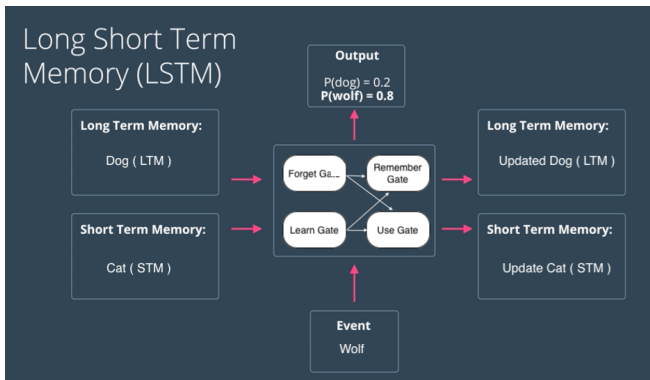 Long Short Term
Memory (LSTM)
Output
P(dog) = 0.2
P(wolf) = 0.8
Long Term Memory:
Dog ( LTM )
Long Term Memory:
Updated Dog ( LTM )
Forget Ga...
Remember
Gate
Learn Gate
Use Gate
Short Term Memory:
Cat ( STM )
Short Term Memory:
Update Cat ( STM )
Event
Wolf